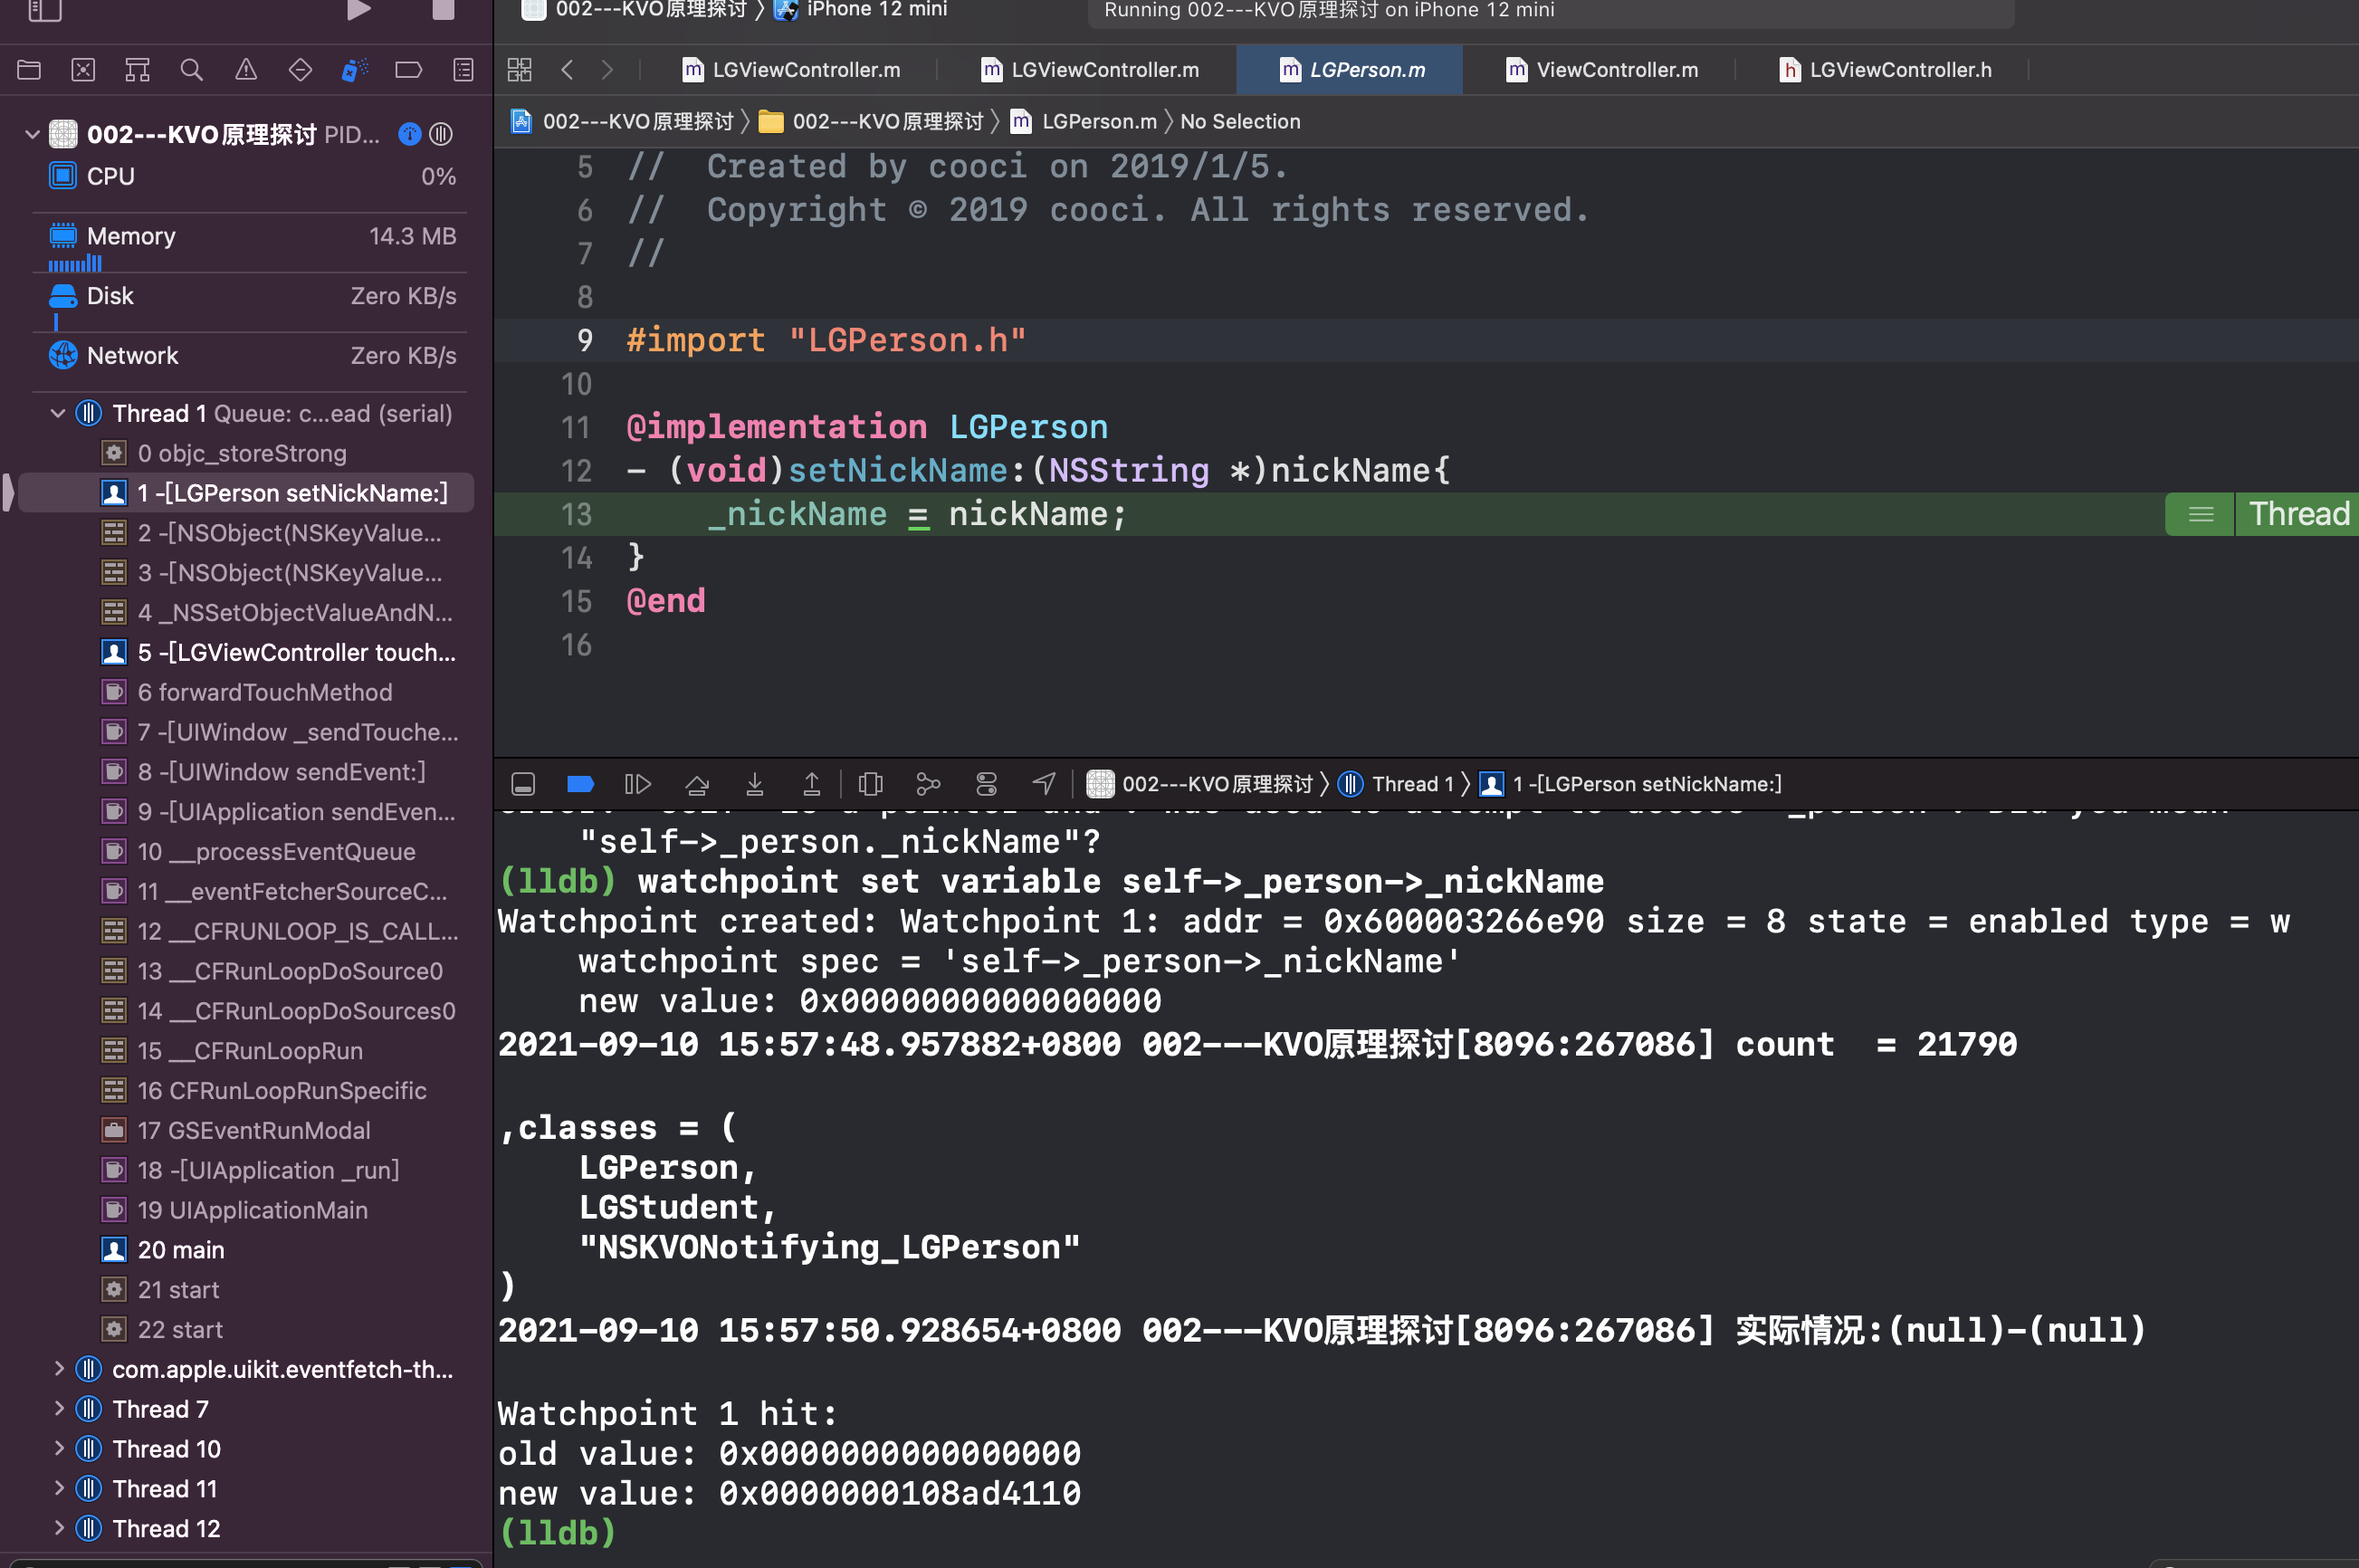 002---KVO原理探讨 〉 iPhone 12 mini
Running 002---KVO原理探讨 on iPhone 12 mini
LGViewController.m
LGViewController.m
LGPerson.m
ViewController.m
LGViewController.h
002---KVO原理探讨 〉 002---KVO原理探讨 〉 LGPerson.m 〉 No Selection
002---KVO原理探讨 PID...
CPU 0%
Memory 14.3 MB
Disk Zero KB/s
Network Zero KB/s
Thread 1 Queue: c...ead (serial)
0 objc_storeStrong
1 -[LGPerson setNickName:]
2 -[NSObject(NSKeyValue...
3 -[NSObject(NSKeyValue...
4 _NSSetObjectValueAndN...
5 -[LGViewController touch...
6 forwardTouchMethod
7 -[UIWindow _sendTouche...
8 -[UIWindow sendEvent:]
9 -[UIApplication sendEven...
10 __processEventQueue
11 __eventFetcherSourceC...
12 __CFRUNLOOP_IS_CALL...
13 __CFRunLoopDoSource0
14 __CFRunLoopDoSources0
15 __CFRunLoopRun
16 CFRunLoopRunSpecific
17 GSEventRunModal
18 -[UIApplication _run]
19 UIApplicationMain
20 main
21 start
22 start
com.apple.uikit.eventfetch-th...
Thread 7
Thread 10
Thread 11
Thread 12
5 //  Created by cooci on 2019/1/5.
6 //  Copyright © 2019 cooci. All rights reserved.
7 //
8
9 #import "LGPerson.h"
10
11 @implementation LGPerson
12 - (void)setNickName:(NSString *)nickName{
13     _nickName = nickName; Thread
14 }
15 @end
16
002---KVO原理探讨 〉 Thread 1 〉 1 -[LGPerson setNickName:]
"self->_person._nickName"?
(lldb) watchpoint set variable self->_person->_nickName
Watchpoint created: Watchpoint 1: addr = 0x600003266e90 size = 8 state = enabled type = w
watchpoint spec = 'self->_person->_nickName'
new value: 0x0000000000000000
2021-09-10 15:57:48.957882+0800 002---KVO原理探讨[8096:267086] count  = 21790
,classes = (
LGPerson,
LGStudent,
"NSKVONotifying_LGPerson"
)
2021-09-10 15:57:50.928654+0800 002---KVO原理探讨[8096:267086] 实际情况:(null)-(null)
Watchpoint 1 hit:
old value: 0x0000000000000000
new value: 0x0000000108ad4110
(lldb)